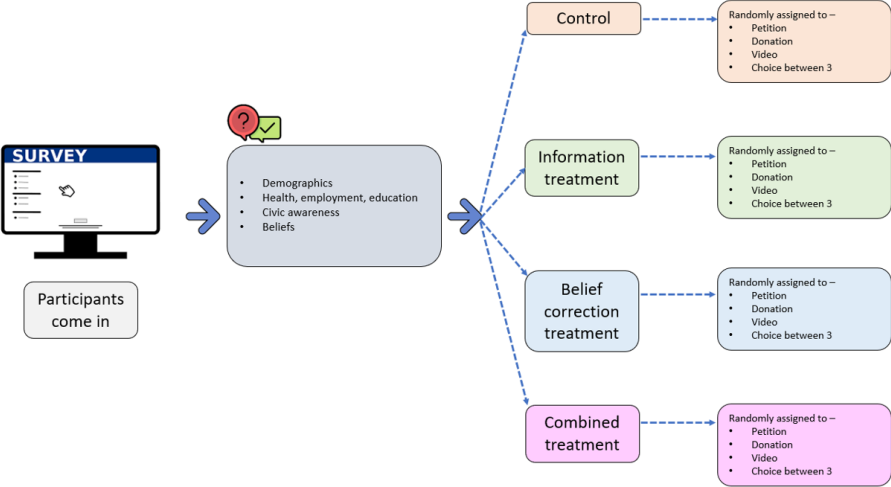 SURVEY
Participants
come in
?
• Demographics
• Health, employment, education
• Civic awareness
• Beliefs
Control
Randomly assigned to –
• Petition
• Donation
• Video
• Choice between 3
Information
treatment
Randomly assigned to –
• Petition
• Donation
• Video
• Choice between 3
Belief
correction
treatment
Randomly assigned to –
• Petition
• Donation
• Video
• Choice between 3
Combined
treatment
Randomly assigned to –
• Petition
• Donation
• Video
• Choice between 3